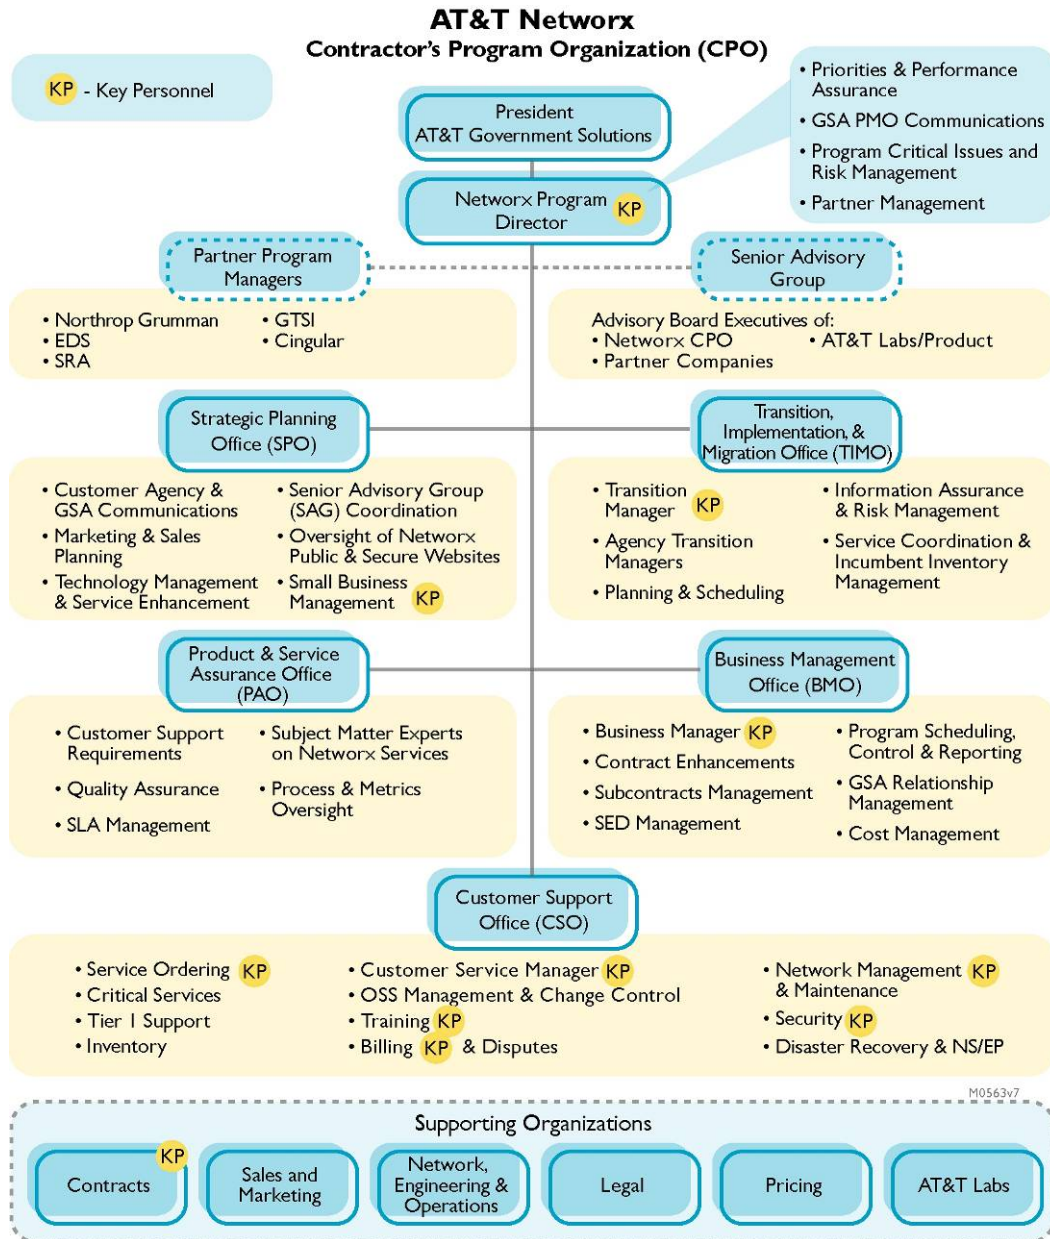 AT&T Networx
Contractor's Program Organization (CPO)
KP - Key Personnel
• Priorities & Performance
Assurance
• GSA PMO Communications
• Program Critical Issues and
Risk Management
• Partner Management
President
AT&T Government Solutions
Networx Program
Director
KP
Partner Program
Managers
• Northrop Grumman
• EDS
• SRA
• GTSI
• Cingular
Senior Advisory
Group
Advisory Board Executives of:
• Networx CPO
• Partner Companies
• AT&T Labs/Product
Strategic Planning
Office (SPO)
• Customer Agency &
GSA Communications
• Marketing & Sales
Planning
• Technology Management
& Service Enhancement
• Senior Advisory Group
(SAG) Coordination
• Oversight of Networx
Public & Secure Websites
• Small Business
Management KP
Transition,
Implementation, &
Migration Office (TIMO)
• Transition
Manager KP
• Agency Transition
Managers
• Planning & Scheduling
• Information Assurance
& Risk Management
• Service Coordination &
Incumbent Inventory
Management
Product & Service
Assurance Office
(PAO)
• Customer Support
Requirements
• Quality Assurance
• SLA Management
• Subject Matter Experts
on Networx Services
• Process & Metrics
Oversight
Business Management
Office (BMO)
• Business Manager KP
• Contract Enhancements
• Subcontracts Management
• SED Management
• Program Scheduling,
Control & Reporting
• GSA Relationship
Management
• Cost Management
Customer Support
Office (CSO)
• Service Ordering KP
• Critical Services
• Tier 1 Support
• Inventory
• Customer Service Manager KP
• OSS Management & Change Control
• Training KP
• Billing KP & Disputes
• Network Management KP
& Maintenance
• Security KP
• Disaster Recovery & NS/EP
M0563v7
Supporting Organizations
KP
Contracts
Sales and
Marketing
Network,
Engineering &
Operations
Legal
Pricing
AT&T Labs